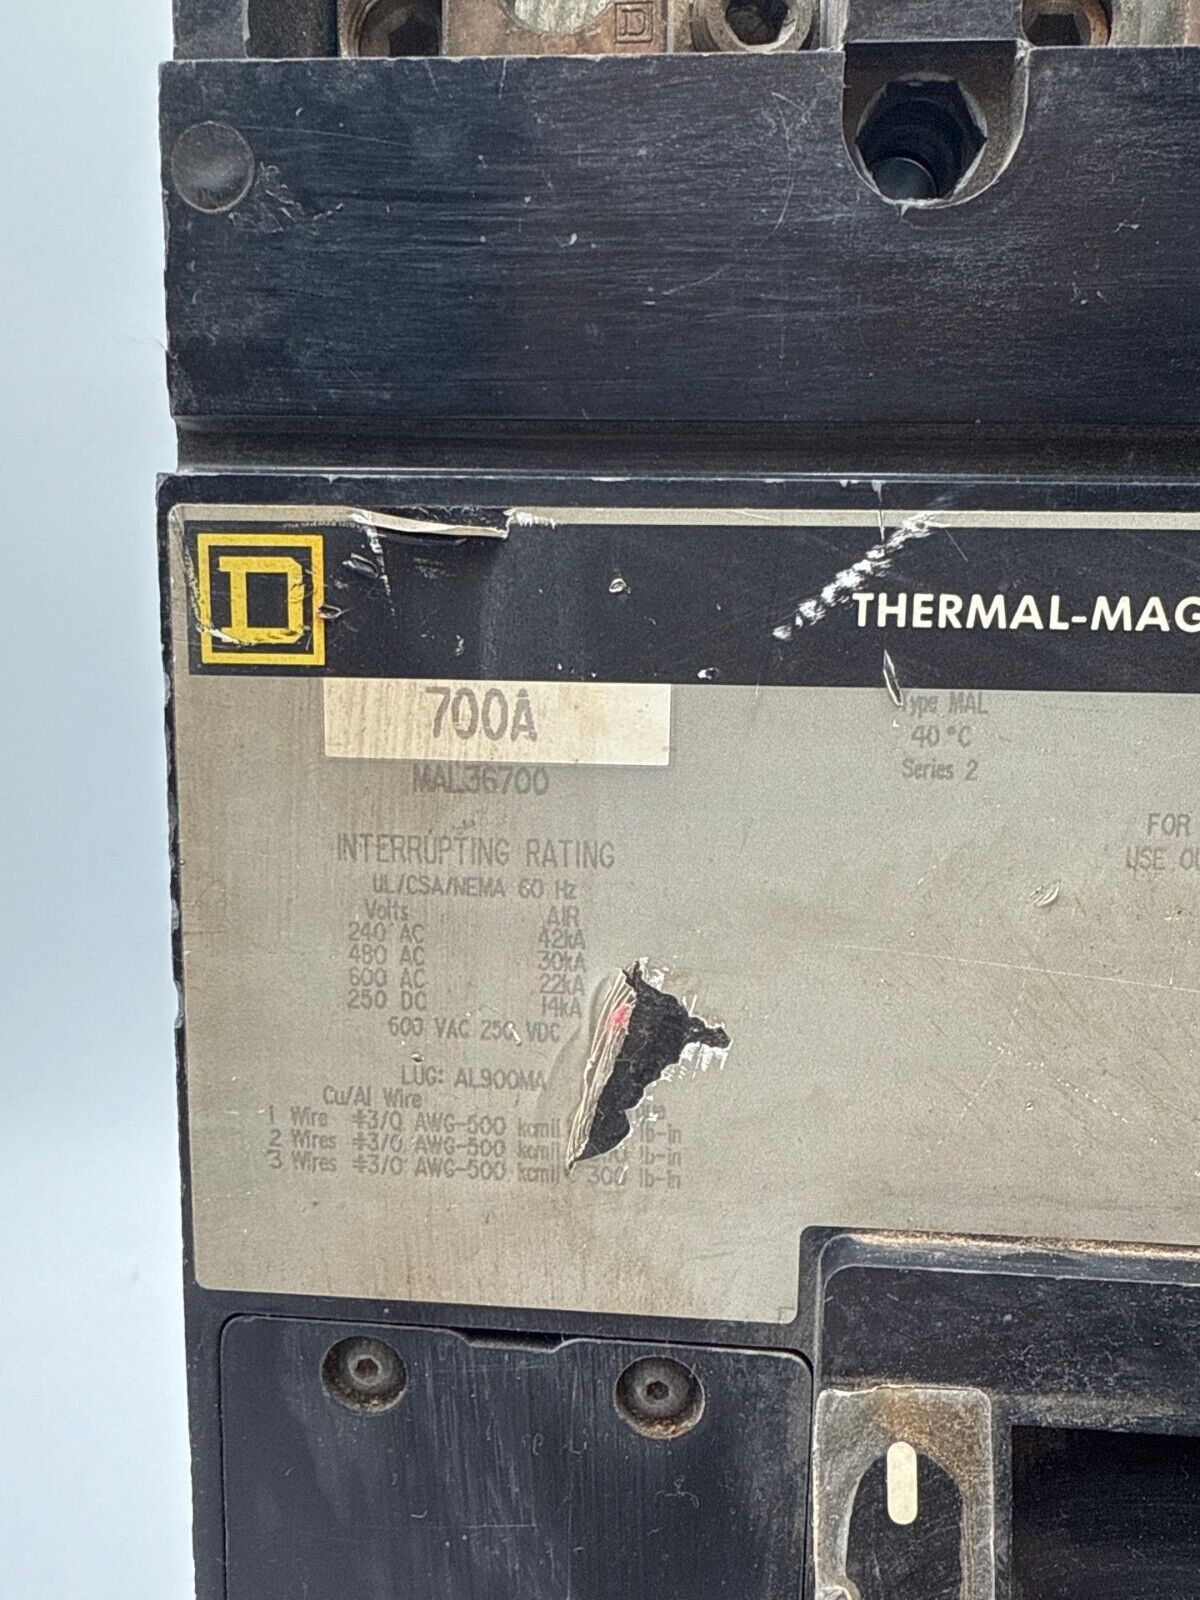 D
D
THERMAL-MAG
700A
MAL36700
Type MAL
40°C
Series 2
FOR
USE
INTERRUPTING RATING
UL/CSA/NEMA 60 Hz
Volts AIR
240 AC 42kA
480 AC 30kA
600 AC 22kA
250 DC 14kA
600 VAC 250 VDC
LUG: AL900MA
Cu/Al Wire
1 Wire #3/0 AWG-500 kcmil lb-in
2 Wires #3/0 AWG-500 kcmil lb-in
3 Wires #3/0 AWG-500 kcmil 300 lb-in